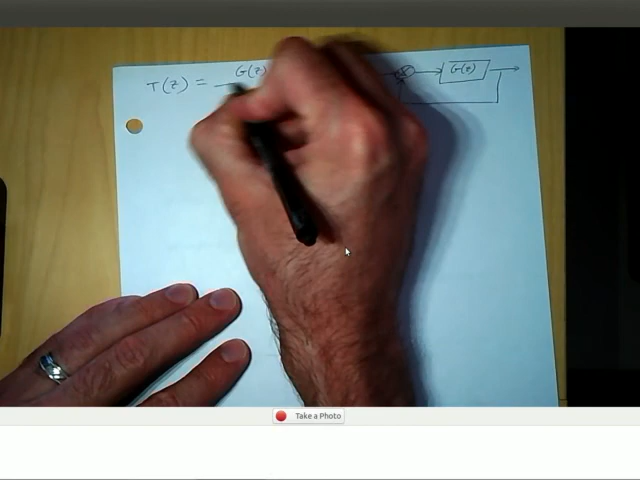 T(z) = G(z)
G(z)
Take a Photo